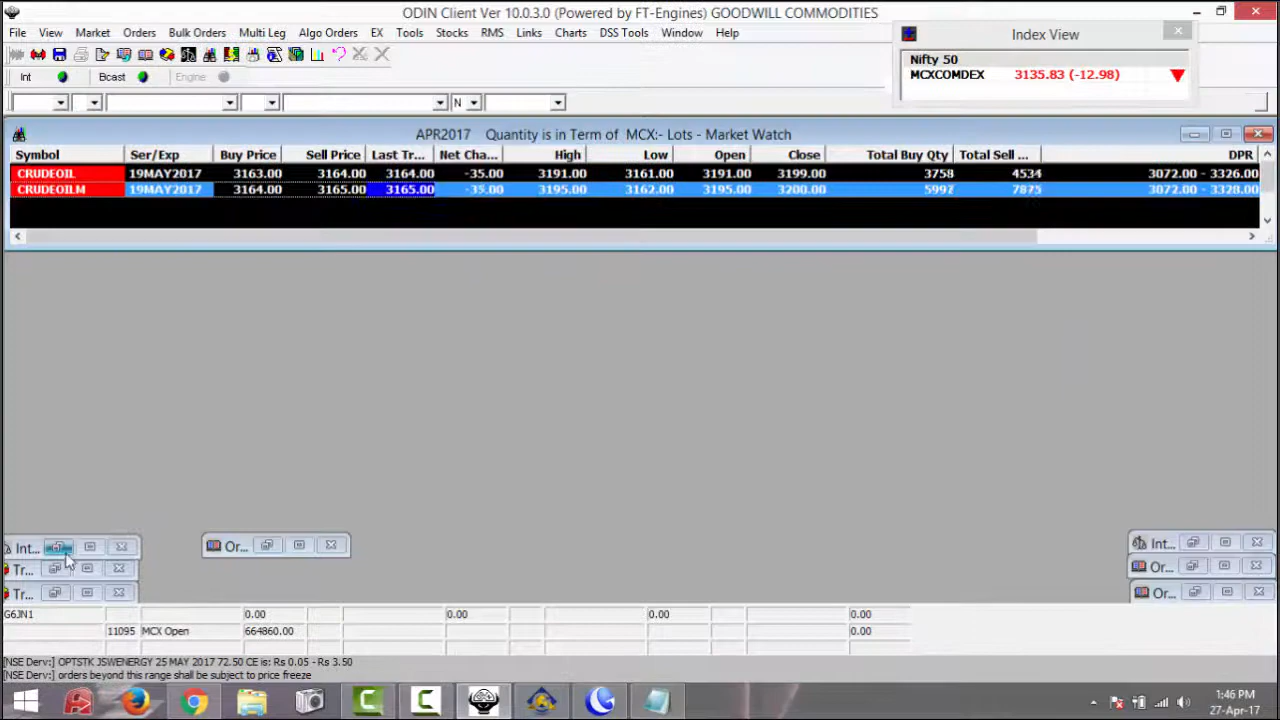 ODIN Client Ver 10.0.3.0 (Powered by FT-Engines) GOODWILL COMMODITIES
File View Market Orders Bulk Orders Multi Leg Algo Orders EX Tools Stocks RMS Links Charts DSS Tools Window Help
Index View
Nifty 50
MCXCOMDEX 3135.83 (-12.98)
Int Bcast Engine
N
APR2017 Quantity is in Term of MCX:- Lots - Market Watch
Symbol Ser/Exp Buy Price Sell Price Last Tr... Net Cha... High Low Open Close Total Buy Qty Total Sell ... DPR
CRUDEOIL 19MAY2017 3163.00 3164.00 3164.00 -35.00 3191.00 3161.00 3191.00 3199.00 3758 4534 3072.00 - 3326.00
CRUDEOILM 19MAY2017 3164.00 3165.00 3165.00 -35.00 3195.00 3162.00 3195.00 3200.00 5997 7875 3072.00 - 3328.00
Int... Or... Int...
Tr... Or...
Tr... Or...
G6JN1 0.00 0.00 0.00 0.00
11095 MCX Open 664860.00 0.00
[NSE Derv:] OPTSTK JSWENERGY 25 MAY 2017 72.50 CE is: Rs 0.05 - Rs 3.50
[NSE Derv:] orders beyond this range shall be subject to price freeze
1:46 PM
27-Apr-17